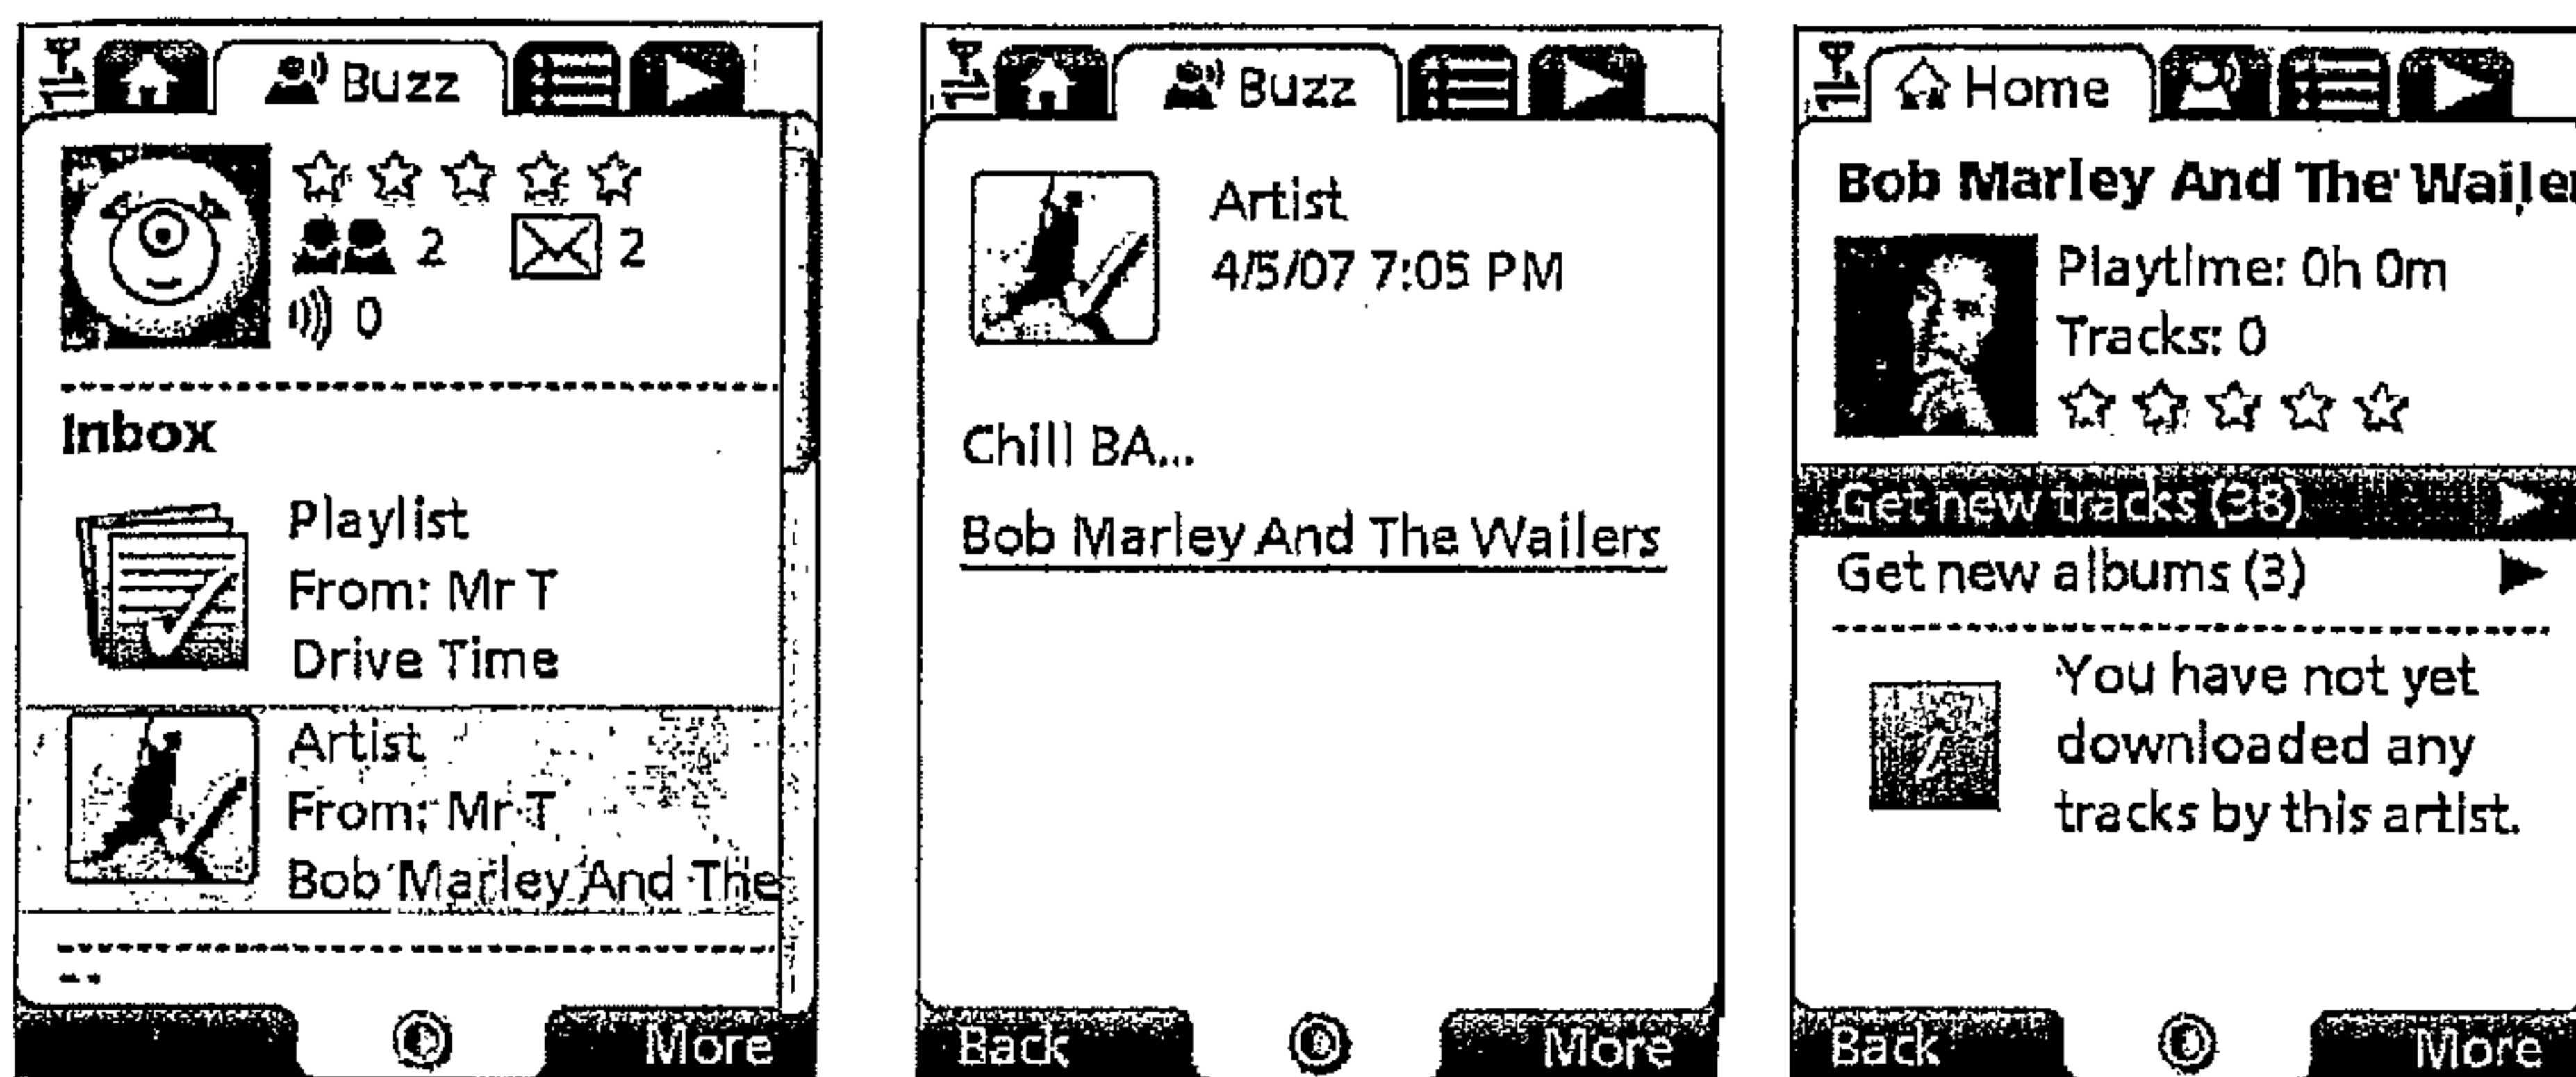 Buzz
2 2
0
Inbox
Playlist
From: Mr T
Drive Time
Artist
From: Mr T
Bob Marley And The
More
Buzz
Artist
4/5/07 7:05 PM
Chill BA...
Bob Marley And The Wailers
Back More
Home
Bob Marley And The Wailer
Playtime: 0h 0m
Tracks: 0
Get new tracks (38)
Get new albums (3)
You have not yet
downloaded any
tracks by this artist.
Back More